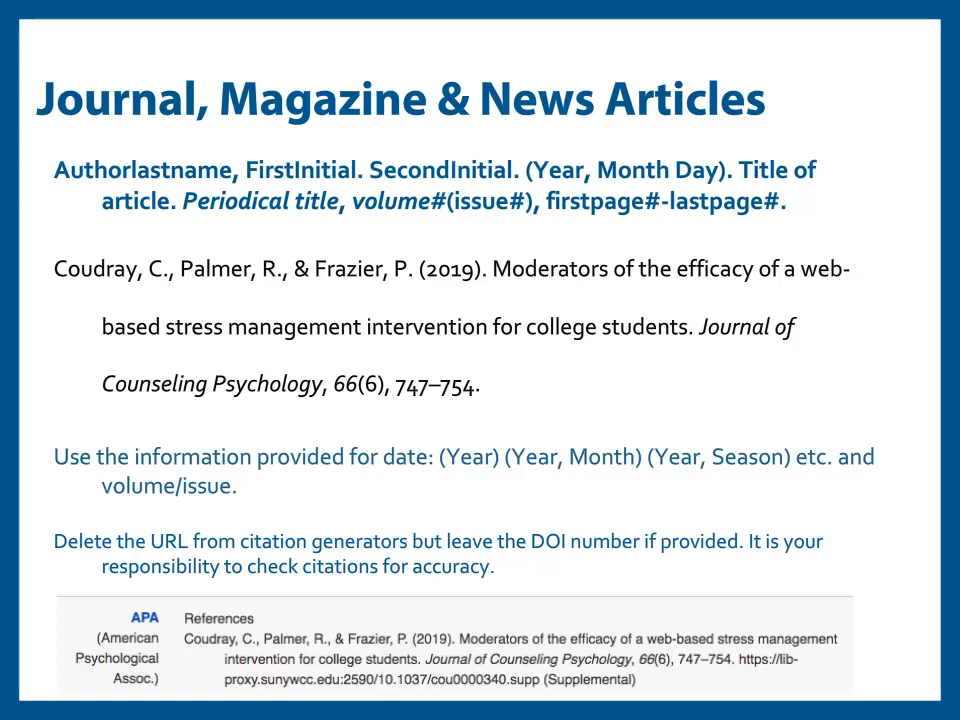 Journal, Magazine & News Articles
Authorlastname, FirstInitial. SecondInitial. (Year, Month Day). Title of
article. Periodical title, volume#(issue#), firstpage#-lastpage#.
Coudray, C., Palmer, R., & Frazier, P. (2019). Moderators of the efficacy of a web-
based stress management intervention for college students. Journal of
Counseling Psychology, 66(6), 747–754.
Use the information provided for date: (Year) (Year, Month) (Year, Season) etc. and
volume/issue.
Delete the URL from citation generators but leave the DOI number if provided. It is your
responsibility to check citations for accuracy.
APA
(American
Psychological
Assoc.)
References
Coudray, C., Palmer, R., & Frazier, P. (2019). Moderators of the efficacy of a web-based stress management
intervention for college students. Journal of Counseling Psychology, 66(6), 747–754. https://lib-
proxy.sunywcc.edu:2590/10.1037/cou0000340.supp (Supplemental)